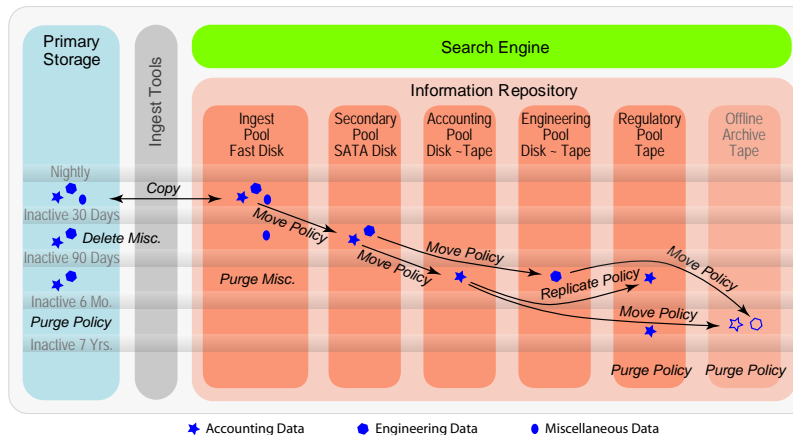 Primary
Storage
Ingest Tools
Search Engine
Information Repository
Ingest
Pool
Fast Disk
Secondary
Pool
SATA Disk
Accounting
Pool
Disk ~Tape
Engineering
Pool
Disk ~ Tape
Regulatory
Pool
Tape
Offline
Archive
Tape
Nightly
Copy
Inactive 30 Days
Move Policy
Delete Misc.
Move Policy
Move Policy
Move Policy
Inactive 90 Days
Purge Misc.
Replicate Policy
Inactive 6 Mo.
Move Policy
Purge Policy
Inactive 7 Yrs.
Purge Policy
Purge Policy
Accounting Data
Engineering Data
Miscellaneous Data